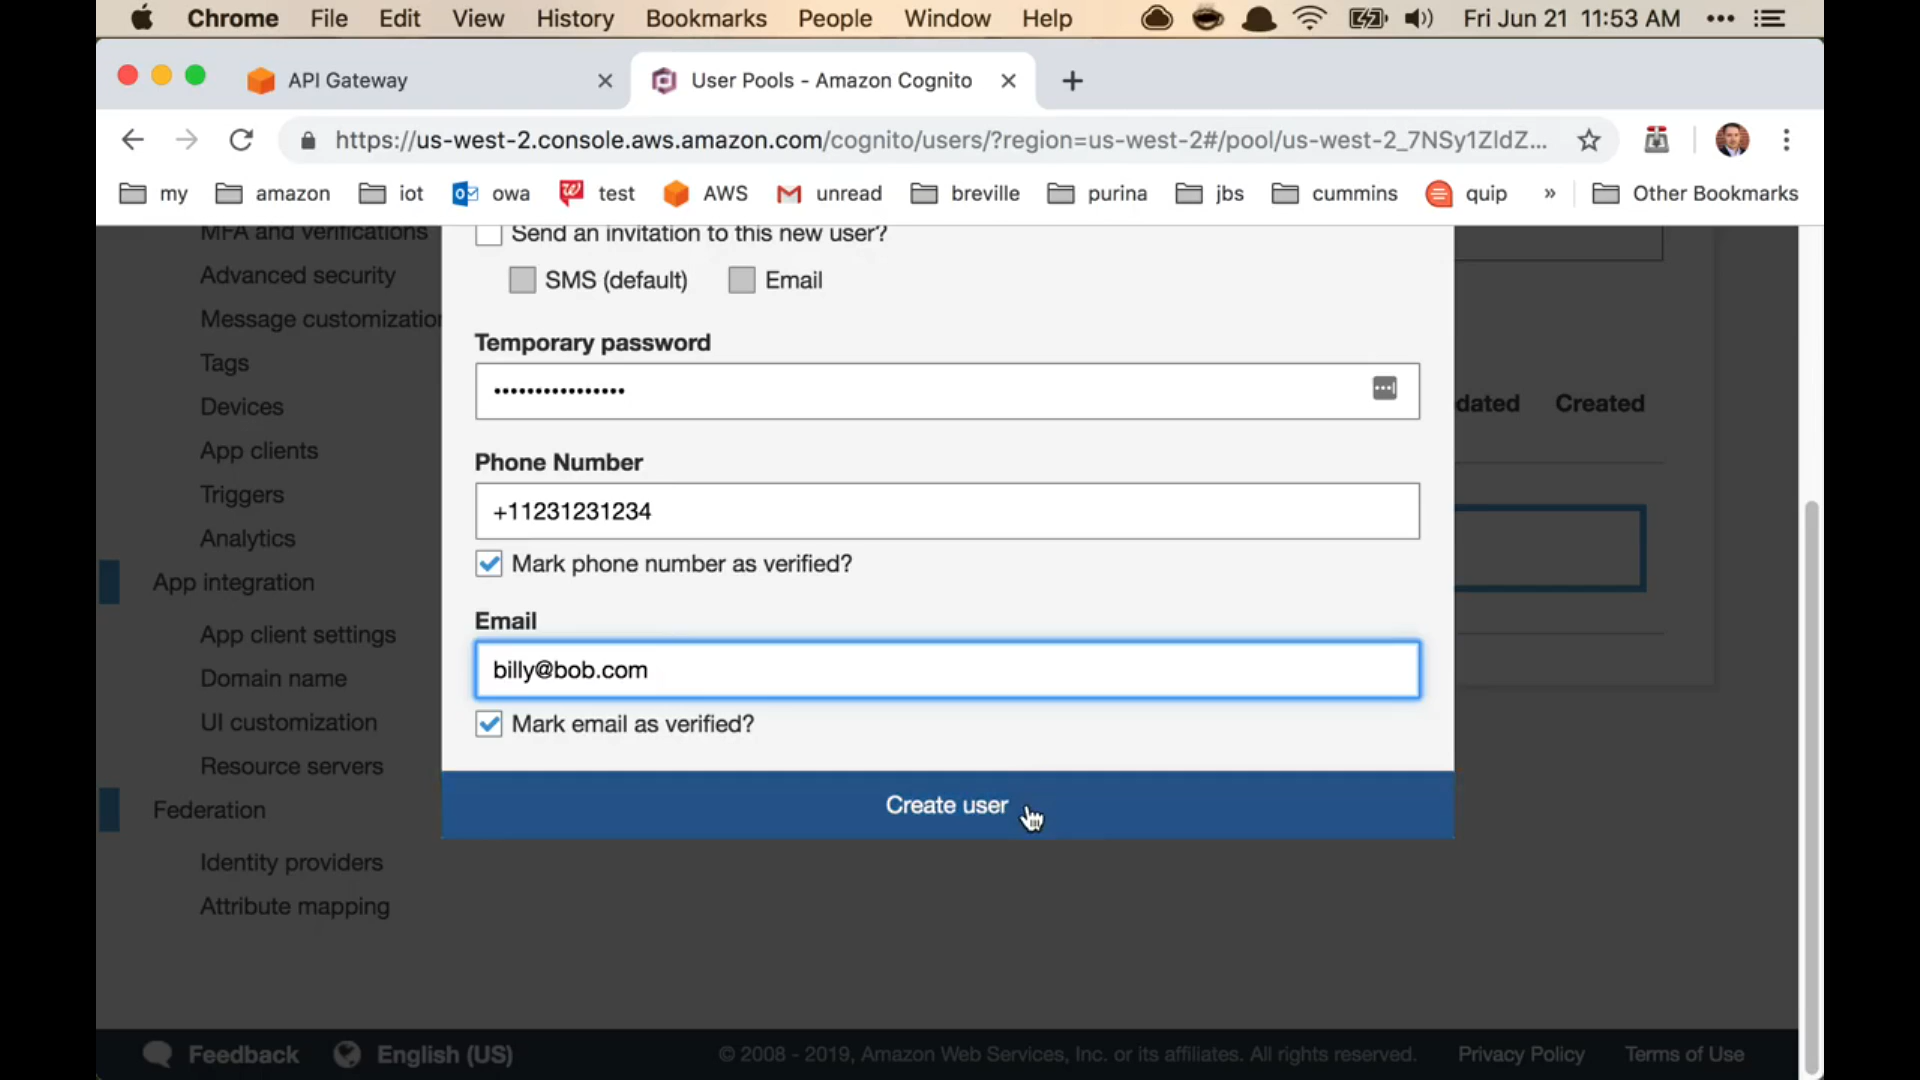 Chrome File Edit View History Bookmarks People Window Help Fri Jun 21 11:53 AM
API Gateway User Pools - Amazon Cognito
https://us-west-2.console.aws.amazon.com/cognito/users/?region=us-west-2#/pool/us-west-2_7NSy1ZldZ...
my amazon iot owa test AWS unread breville purina jbs cummins quip » Other Bookmarks
MFA and verifications
Send an invitation to this new user?
Advanced security
SMS (default) Email
Message customization
Temporary password
Tags
••••••••••••••••
Devices
dated Created
App clients
Phone Number
Triggers
+11231231234
Analytics
Mark phone number as verified?
App integration
Email
App client settings
billy@bob.com
Domain name
UI customization
Mark email as verified?
Resource servers
Create user
Federation
Identity providers
Attribute mapping
Feedback English (US) © 2008 - 2019, Amazon Web Services, Inc. or its affiliates. All rights reserved. Privacy Policy Terms of Use